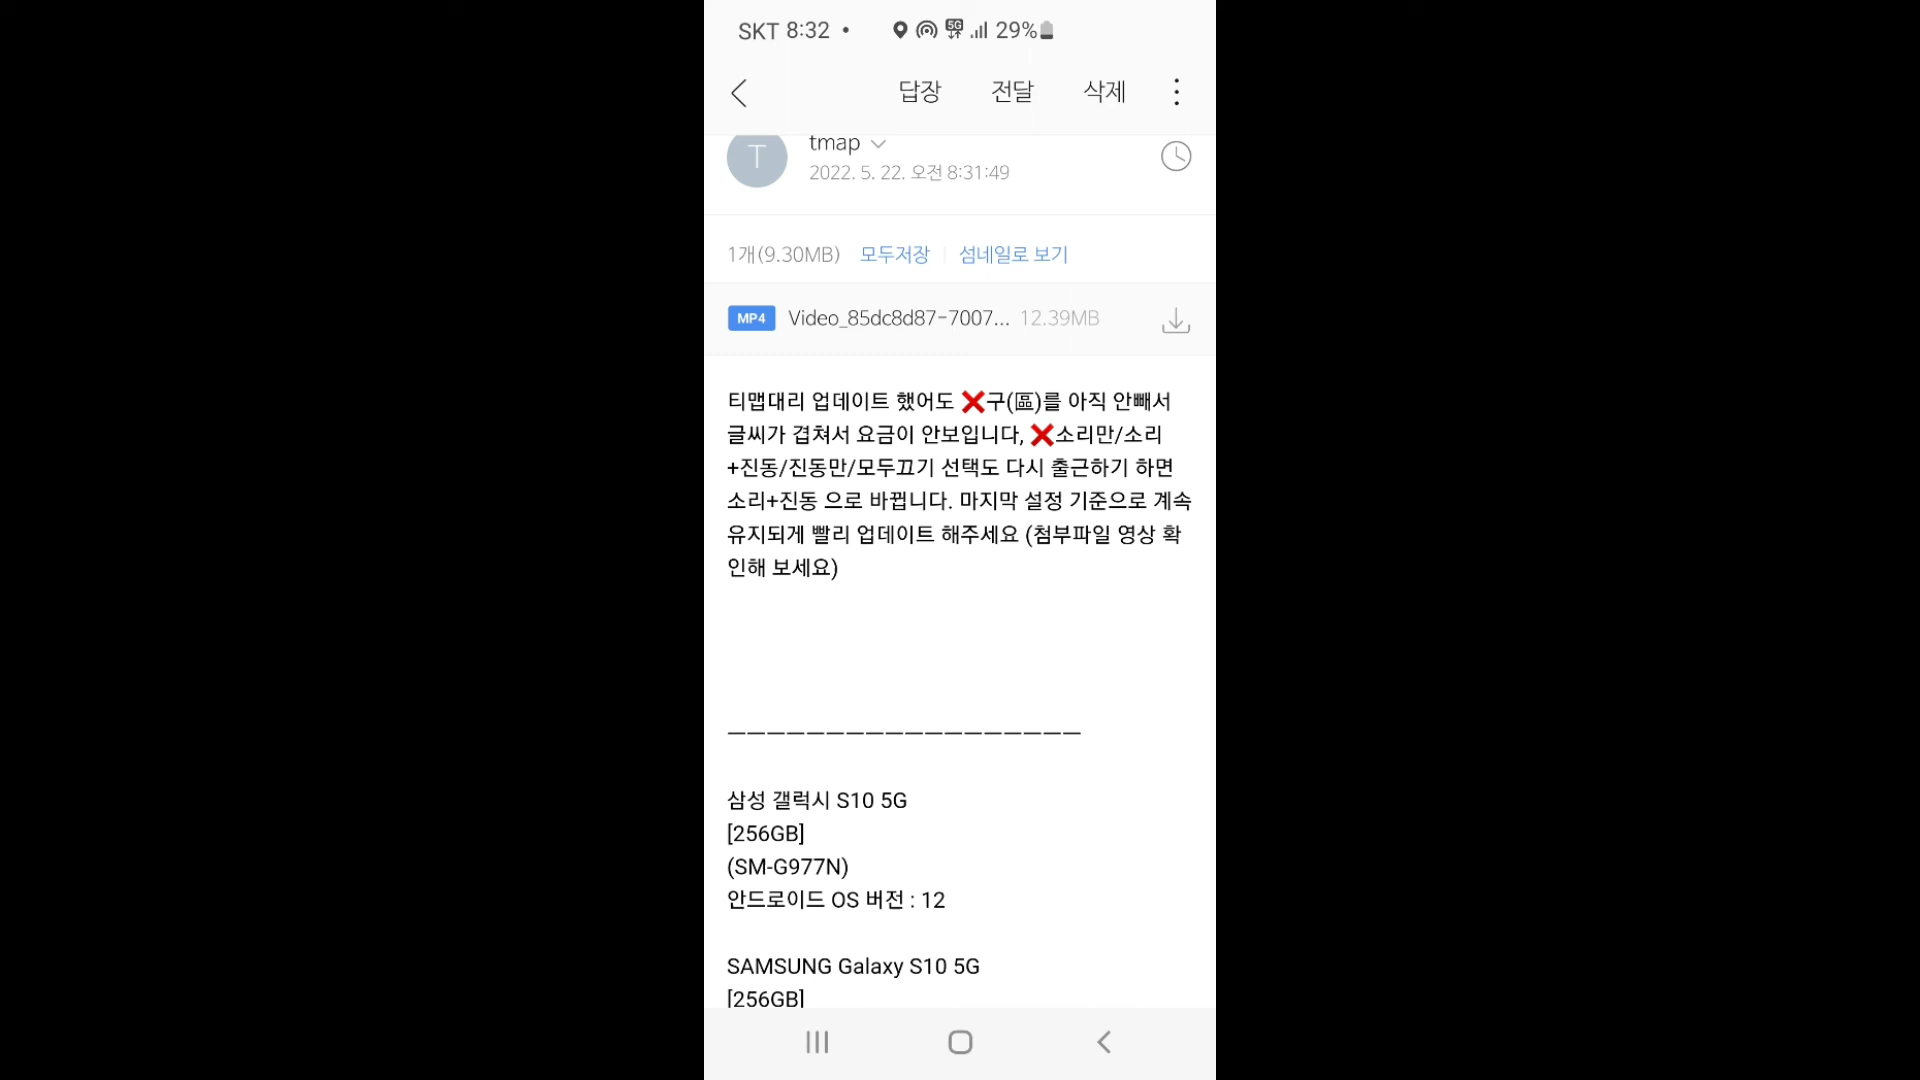 SKT 8:32 • 5G 29%
답장 전달 삭제
T
tmap
2022. 5. 22. 오전 8:31:49
1개(9.30MB) 모두저장 섬네일로 보기
MP4 Video_85dc8d87-7007... 12.39MB
티맵대리 업데이트 했어도 ❌구(區)를 아직 안빼서
글씨가 겹쳐서 요금이 안보입니다, ❌소리만/소리
+진동/진동만/모두끄기 선택도 다시 출근하기 하면
소리+진동 으로 바뀝니다. 마지막 설정 기준으로 계속
유지되게 빨리 업데이트 해주세요 (첨부파일 영상 확
인해 보세요)
——————————————————
삼성 갤럭시 S10 5G
[256GB]
(SM-G977N)
안드로이드 OS 버전 : 12
SAMSUNG Galaxy S10 5G
[256GB]